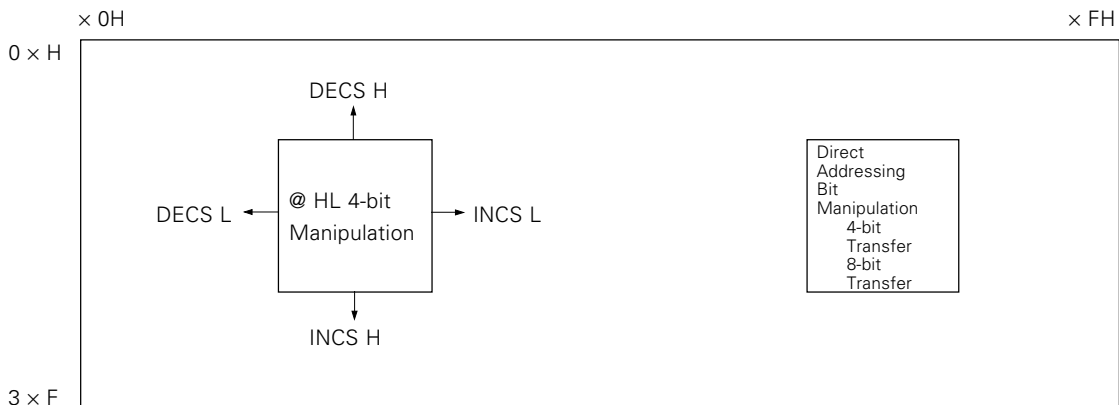 × 0H
× FH
0 × H
DECS H
DECS L
@ HL 4-bit
Manipulation
INCS L
INCS H
Direct
Addressing
Bit
Manipulation
4-bit
Transfer
8-bit
Transfer
3 × F